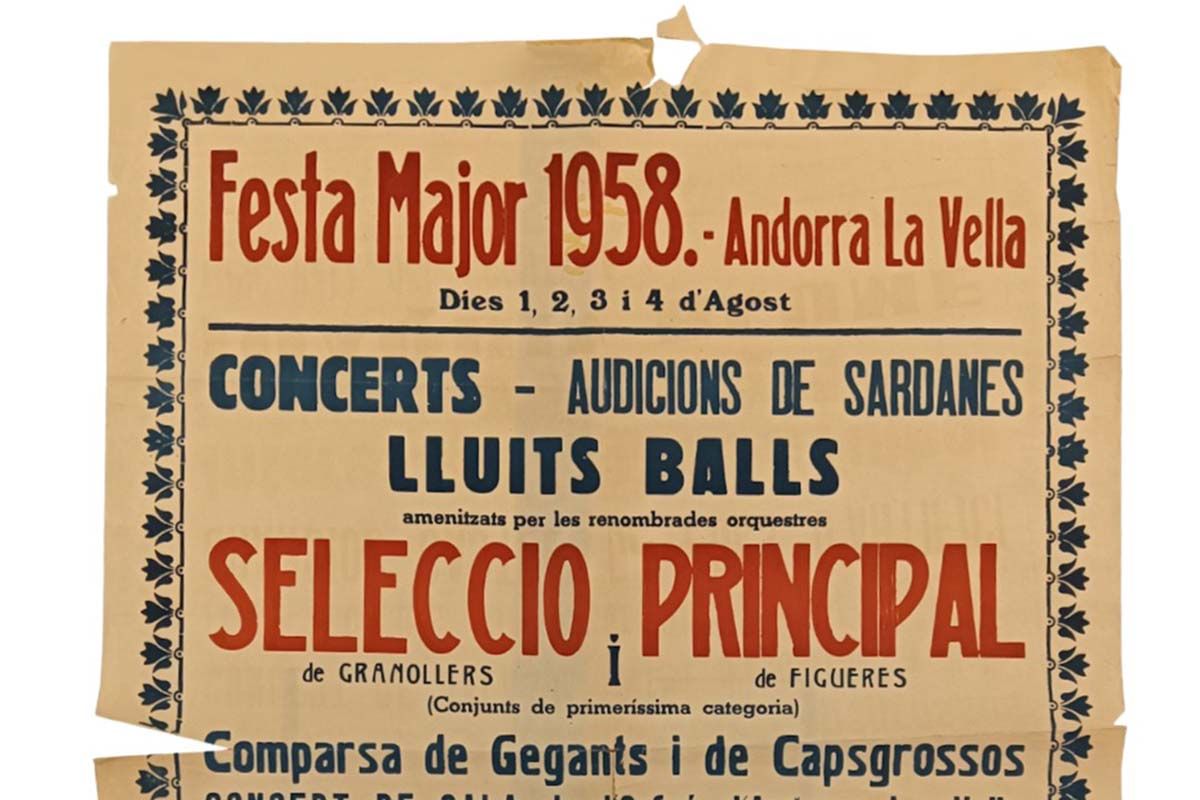 Festa Major 1958.- Andorra La Vella
Dies 1, 2, 3 i 4 d'Agost
CONCERTS - AUDICIONS DE SARDANES
LLUITS BALLS
amenitzats per les renombrades orquestres
SELECCIO i PRINCIPAL
de GRANOLLERS de FIGUERES
(Conjunts de primeríssima categoria)
Comparsa de Gegants i de Capsgrossos